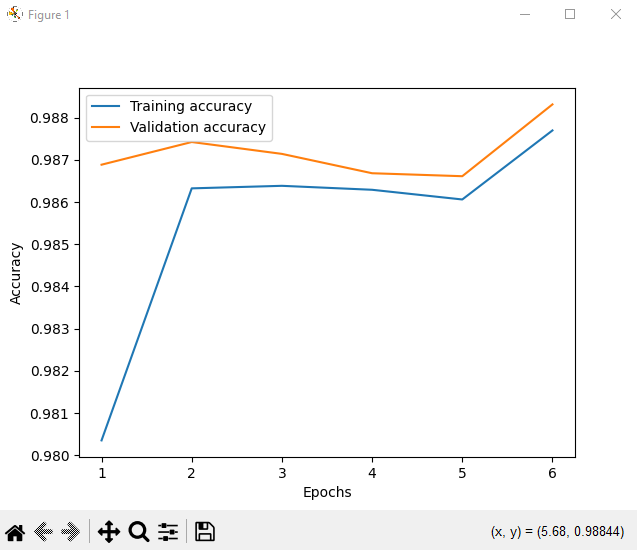 Figure 1
Training accuracy
Validation accuracy
0.988
0.987
0.986
0.985
0.984
0.983
0.982
0.981
0.980
Accuracy
1 2 3 4 5 6
Epochs
(x, y) = (5.68, 0.98844)